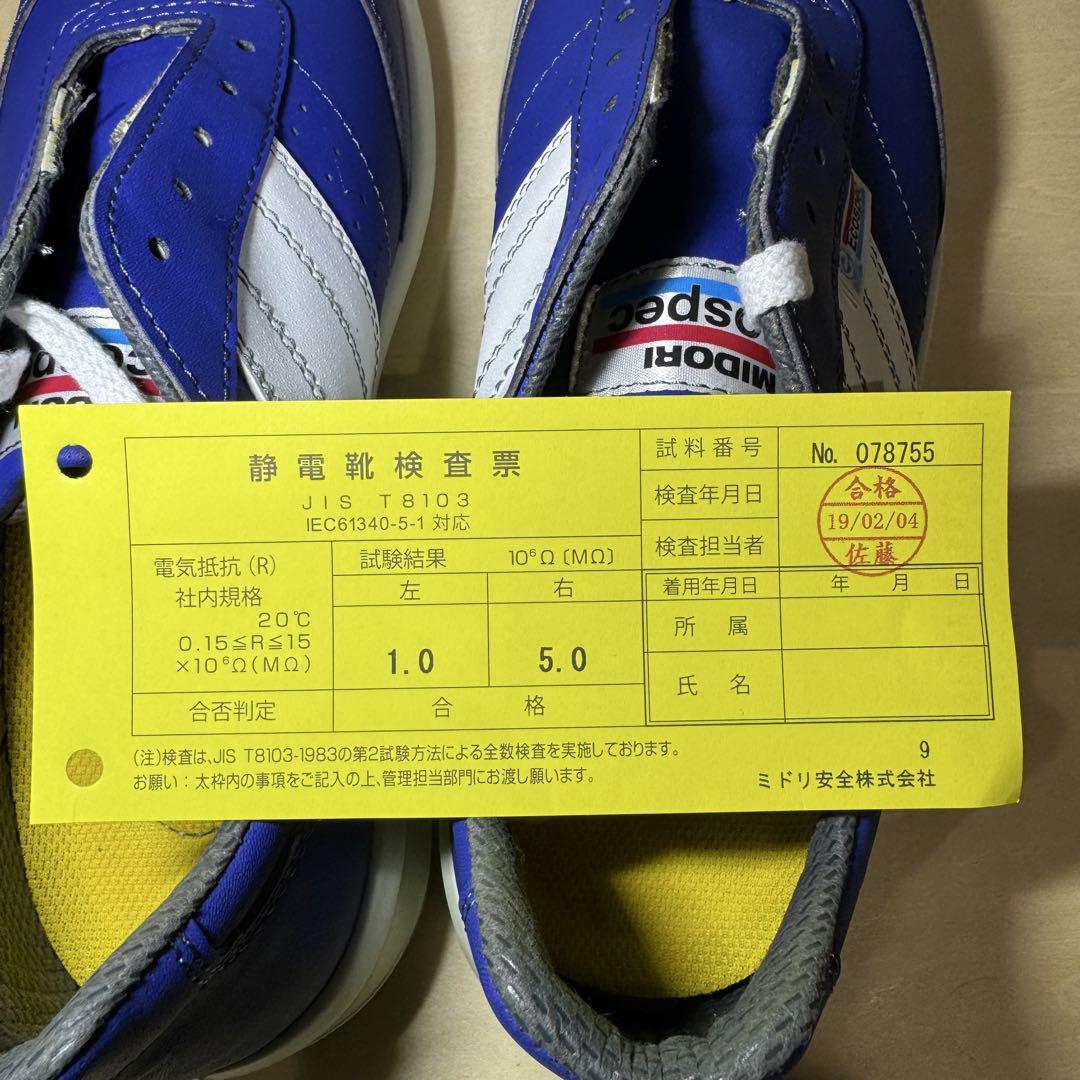 ecospec
MIDORI
ECOSPEC
静電靴検査票
JIS T8103
IEC61340-5-1 対応
試料番号
No. 078755
検査年月日
検査担当者
合格
19/02/04
佐藤
電気抵抗(R)
社内規格
20℃
0.15≦R≦15
×10⁶Ω(MΩ)
試験結果 10⁶Ω〔MΩ〕
左 右
1.0 5.0
合否判定 合格
着用年月日 年 月 日
所属
氏名
(注)検査は、JIS T8103-1983の第2試験方法による全数検査を実施しております。
お願い：太枠内の事項をご記入の上、管理担当部門にお渡し願います。
9
ミドリ安全株式会社